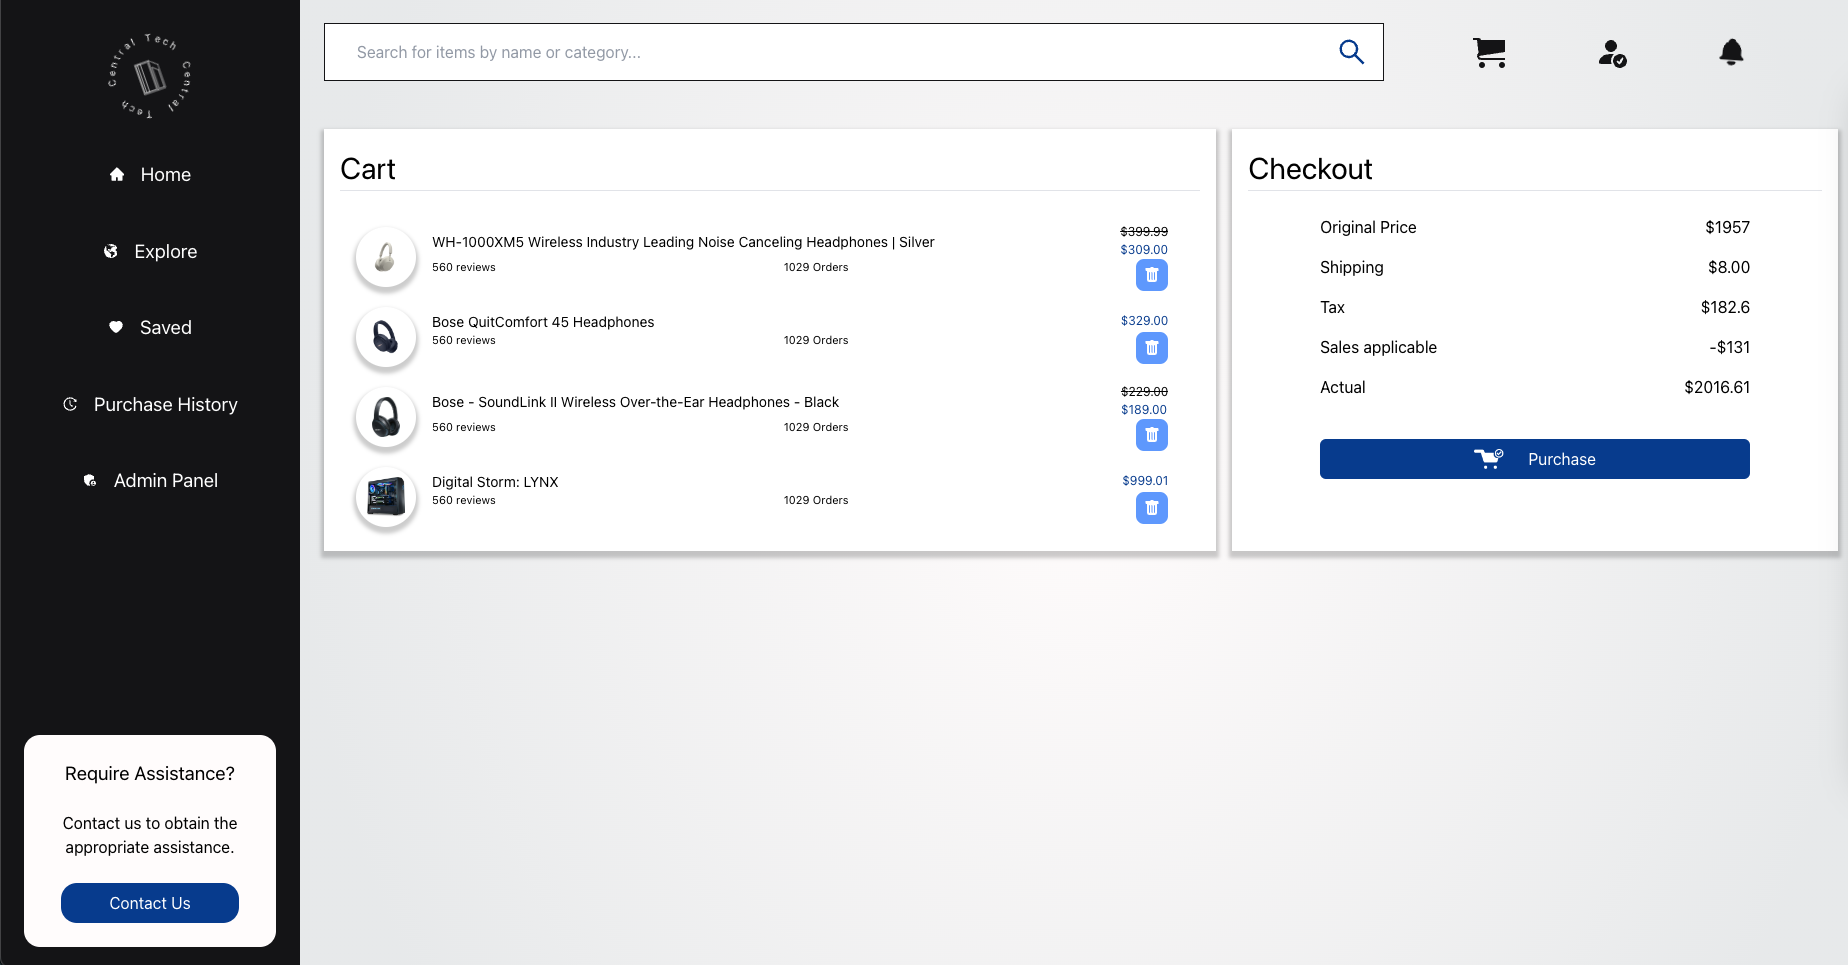 Central Tech Central Tech
Home
Explore
Saved
Purchase History
Admin Panel
Require Assistance?
Contact us to obtain the
appropriate assistance.
Contact Us
Search for items by name or category...
Cart
WH-1000XM5 Wireless Industry Leading Noise Canceling Headphones | Silver
560 reviews
1029 Orders
$399.99
$309.00
Bose QuitComfort 45 Headphones
560 reviews
1029 Orders
$329.00
Bose - SoundLink II Wireless Over-the-Ear Headphones - Black
560 reviews
1029 Orders
$229.00
$189.00
Digital Storm: LYNX
560 reviews
1029 Orders
$999.01
Checkout
Original Price $1957
Shipping $8.00
Tax $182.6
Sales applicable -$131
Actual $2016.61
Purchase